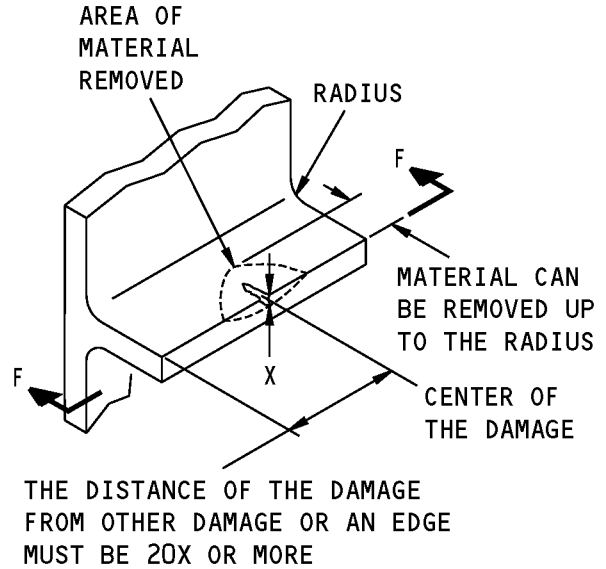 AREA OF
MATERIAL
REMOVED
RADIUS
F
MATERIAL CAN
BE REMOVED UP
TO THE RADIUS
F
X
CENTER OF
THE DAMAGE
THE DISTANCE OF THE DAMAGE
FROM OTHER DAMAGE OR AN EDGE
MUST BE 20X OR MORE